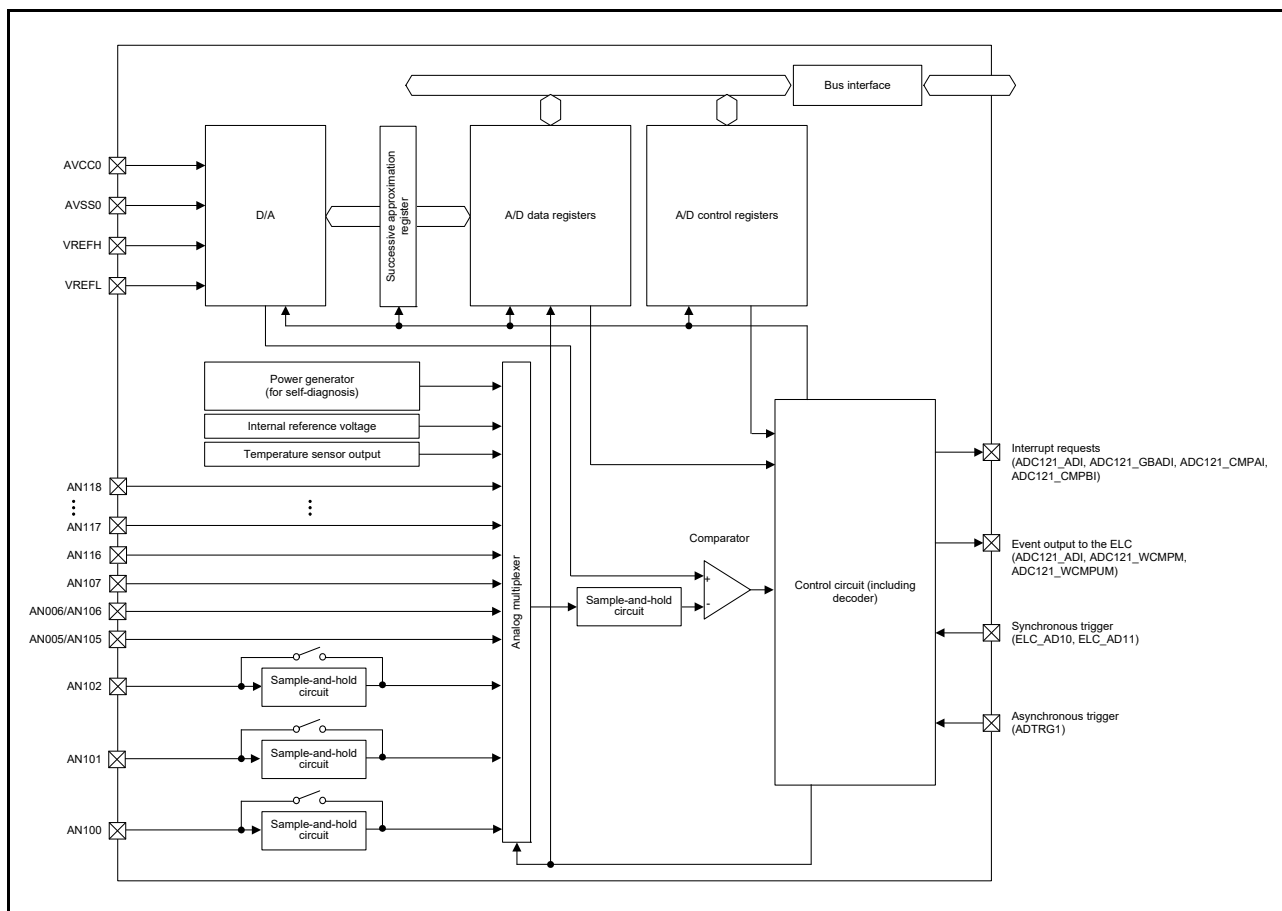 Bus interface
AVCC0
AVSS0
VREFH
VREFL
D/A
Successive approximation
register
A/D data registers
A/D control registers
Power generator
(for self-diagnosis)
Internal reference voltage
Temperature sensor output
AN118
AN117
AN116
AN107
AN006/AN106
AN005/AN105
AN102
AN101
AN100
Sample-and-hold
circuit
Sample-and-hold
circuit
Sample-and-hold
circuit
Analog multiplexer
Sample-and-hold
circuit
Comparator
+
-
Control circuit (including
decoder)
Interrupt requests
(ADC121_ADI, ADC121_GBADI, ADC121_CMPAI,
ADC121_CMPBI)
Event output to the ELC
(ADC121_ADI, ADC121_WCMPM,
ADC121_WCMPUM)
Synchronous trigger
(ELC_AD10, ELC_AD11)
Asynchronous trigger
(ADTRG1)